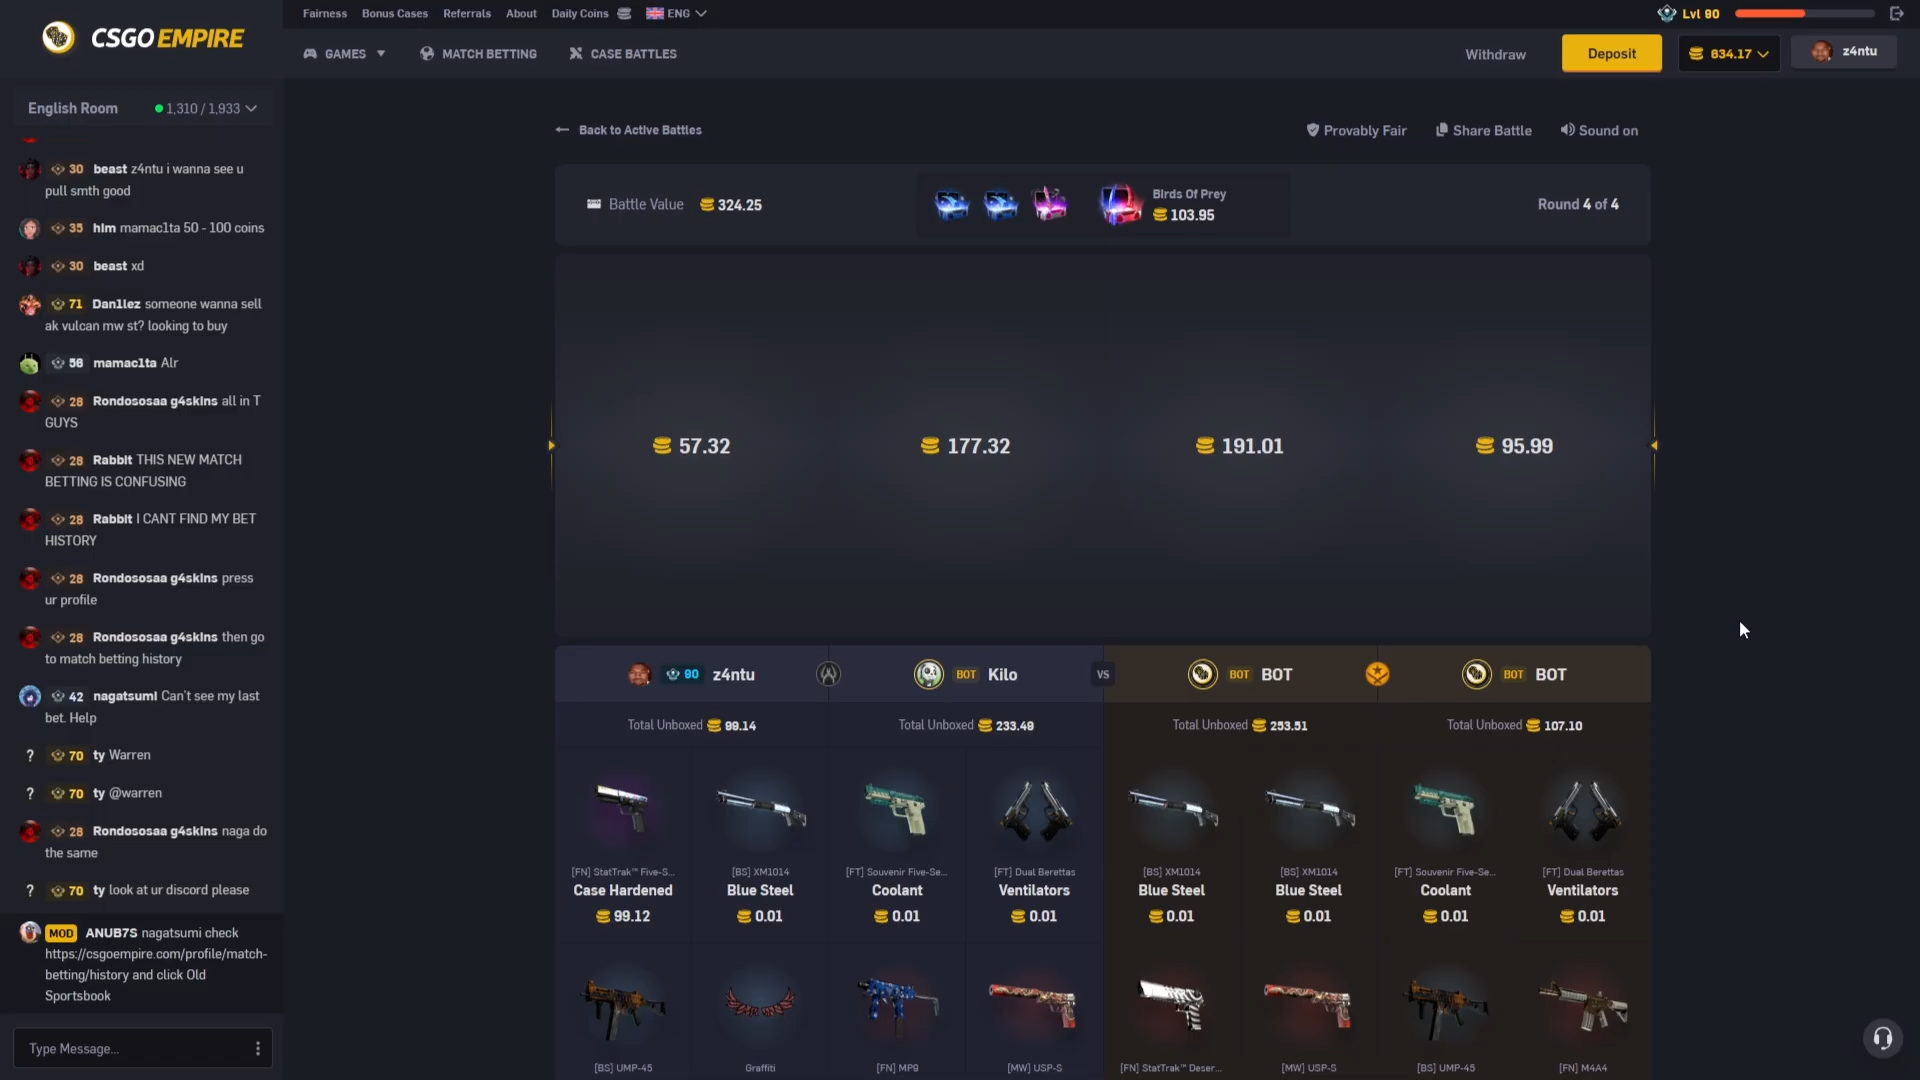 Fairness Bonus Cases Referrals About Daily Coins ENG
Lvl 90
CSGOEMPIRE
GAMES MATCH BETTING CASE BATTLES
Withdraw Deposit 634.17 z4ntu
English Room 1,310 / 1,933
30 beast z4ntu i wanna see u
pull smth good
35 him mamac1ta 50 - 100 coins
30 beast xd
71 Dan1lez someone wanna sell
ak vulcan mw st? looking to buy
56 mamac1ta Alr
28 Rondososaa g4skins all in T
GUYS
28 Rabbit THIS NEW MATCH
BETTING IS CONFUSING
28 Rabbit I CANT FIND MY BET
HISTORY
28 Rondososaa g4skins press
ur profile
28 Rondososaa g4skins then go
to match betting history
42 nagatsumi Can't see my last
bet. Help
? 70 ty Warren
? 70 ty @warren
28 Rondososaa g4skins naga do
the same
? 70 ty look at ur discord please
MOD ANUB7S nagatsumi check
https://csgoempire.com/profile/match-
betting/history and click Old
Sportsbook
Type Message...
Back to Active Battles
Provably Fair Share Battle Sound on
Battle Value 324.25
Birds Of Prey
103.95
Round 4 of 4
57.32 177.32 191.01 95.99
90 z4ntu BOT Kilo VS BOT BOT BOT BOT
Total Unboxed 99.14 Total Unboxed 233.49 Total Unboxed 253.51 Total Unboxed 107.10
[FN] StatTrak™ Five-S... [BS] XM1014 [FT] Souvenir Five-Se... [FT] Dual Berettas [BS] XM1014 [BS] XM1014 [FT] Souvenir Five-Se... [FT] Dual Berettas
Case Hardened Blue Steel Coolant Ventilators Blue Steel Blue Steel Coolant Ventilators
99.12 0.01 0.01 0.01 0.01 0.01 0.01 0.01
[BS] UMP-45 Graffiti [FN] MP9 [MW] USP-S [FN] StatTrak™ Deser... [MW] USP-S [BS] UMP-45 [FN] M4A4